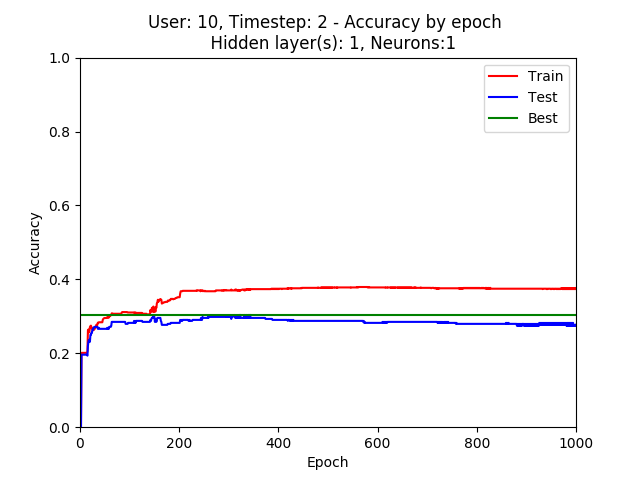 User: 10, Timestep: 2 - Accuracy by epoch
Hidden layer(s): 1, Neurons:1
Train
Test
Best
1.0
0.8
0.6
0.4
0.2
0.0
Accuracy
0 200 400 600 800 1000
Epoch